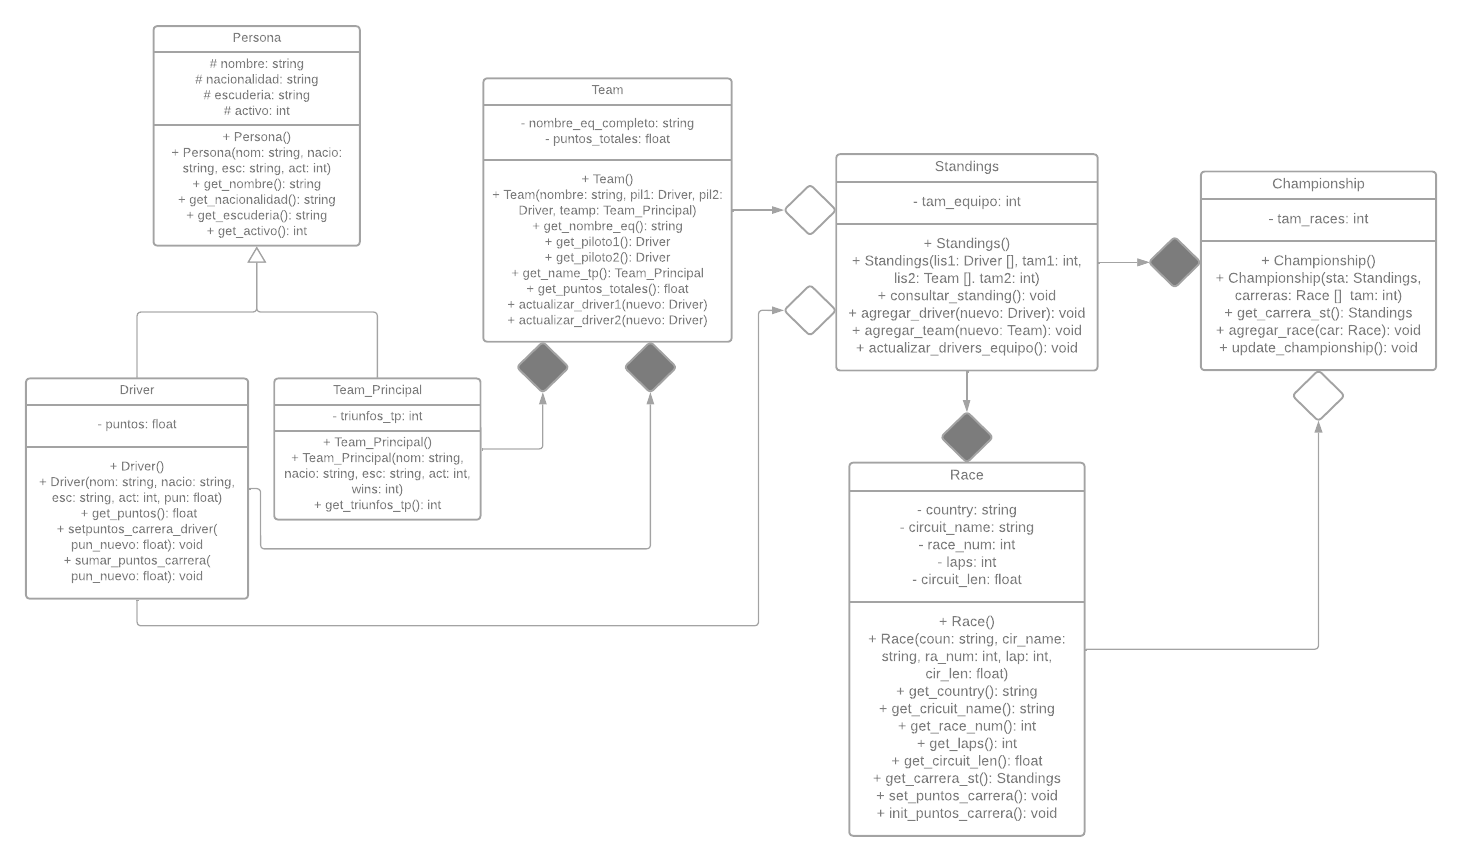 Persona
# nombre: string
# nacionalidad: string
# escuderia: string
# activo: int
+ Persona()
+ Persona(nom: string, nacio:
string, esc: string, act: int)
+ get_nombre(): string
+ get_nacionalidad(): string
+ get_escuderia(): string
+ get_activo(): int
Team
- nombre_eq_completo: string
- puntos_totales: float
+ Team()
+ Team(nombre: string, pil1: Driver, pil2:
Driver, teamp: Team_Principal)
+ get_nombre_eq(): string
+ get_piloto1(): Driver
+ get_piloto2(): Driver
+ get_name_tp(): Team_Principal
+ get_puntos_totales(): float
+ actualizar_driver1(nuevo: Driver)
+ actualizar_driver2(nuevo: Driver)
Standings
- tam_equipo: int
+ Standings()
+ Standings(lis1: Driver [], tam1: int,
lis2: Team []. tam2: int)
+ consultar_standing(): void
+ agregar_driver(nuevo: Driver): void
+ agregar_team(nuevo: Team): void
+ actualizar_drivers_equipo(): void
Championship
- tam_races: int
+ Championship()
+ Championship(sta: Standings,
carreras: Race []  tam: int)
+ get_carrera_st(): Standings
+ agregar_race(car: Race): void
+ update_championship(): void
Driver
- puntos: float
+ Driver()
+ Driver(nom: string, nacio: string,
esc: string, act: int, pun: float)
+ get_puntos(): float
+ setpuntos_carrera_driver(
pun_nuevo: float): void
+ sumar_puntos_carrera(
pun_nuevo: float): void
Team_Principal
- triunfos_tp: int
+ Team_Principal()
+ Team_Principal(nom: string,
nacio: string, esc: string, act: int,
wins: int)
+ get_triunfos_tp(): int
Race
- country: string
- circuit_name: string
- race_num: int
- laps: int
- circuit_len: float
+ Race()
+ Race(coun: string, cir_name:
string, ra_num: int, lap: int,
cir_len: float)
+ get_country(): string
+ get_cricuit_name(): string
+ get_race_num(): int
+ get_laps(): int
+ get_circuit_len(): float
+ get_carrera_st(): Standings
+ set_puntos_carrera(): void
+ init_puntos_carrera(): void